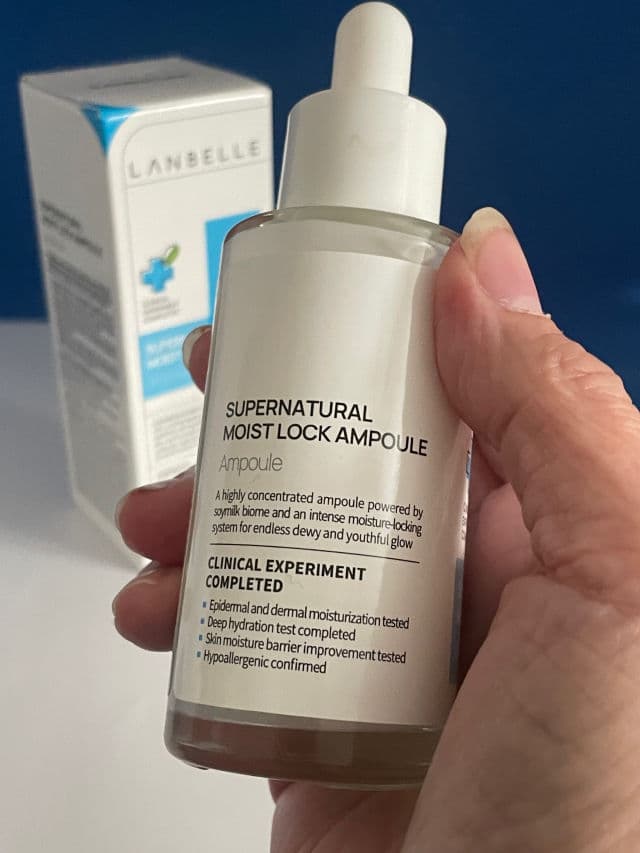 LANBELLE
SUPERNATURAL
MOIST LOCK AMPOULE
Ampoule
A highly concentrated ampoule powered by
soymilk biome and an intense moisture-locking
system for endless dewy and youthful glow
CLINICAL EXPERIMENT
COMPLETED
▪ Epidermal and dermal moisturization tested
▪ Deep hydration test completed
▪ Skin moisture barrier improvement tested
▪ Hypoallergenic confirmed